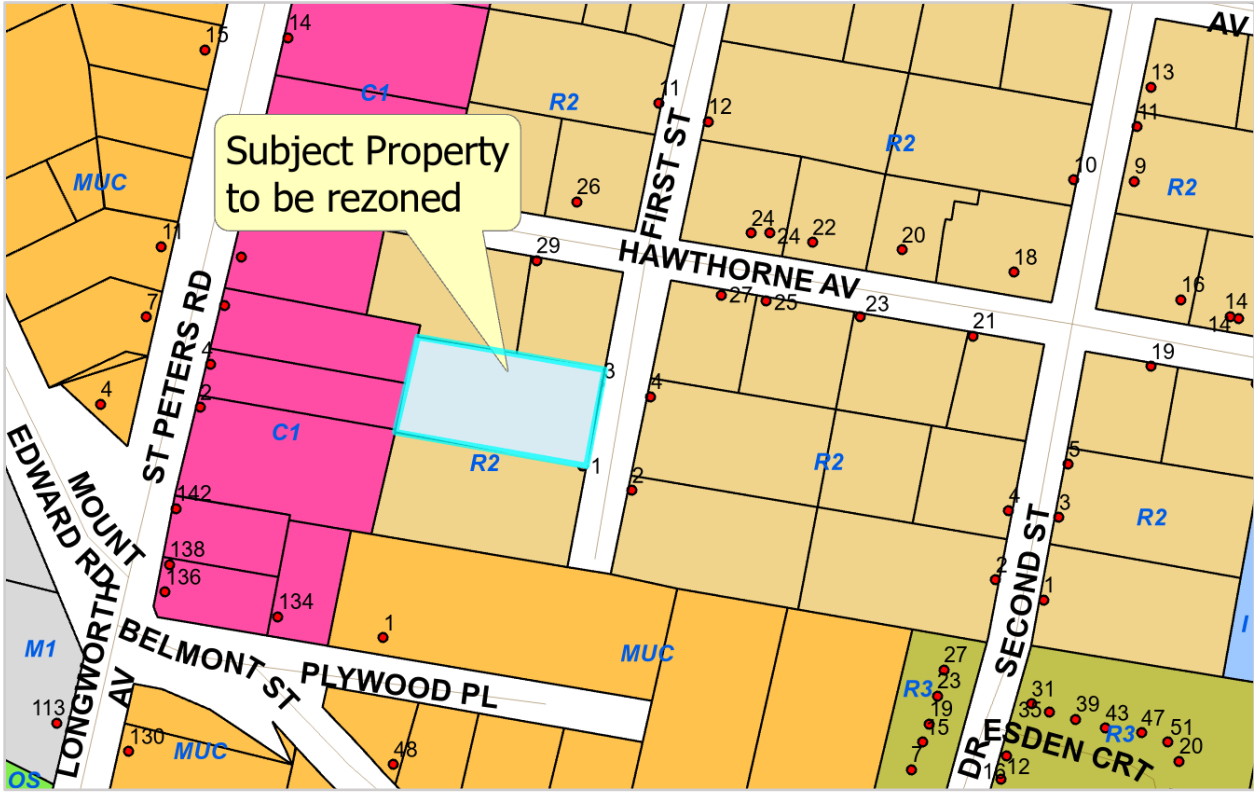 15
14
AV
C1
R2
11
12
13
11
R2
10
9
R2
Subject Property
to be rezoned
MUC
26
FIRST ST
24
24
22
20
18
16
14
14
11
29
HAWTHORNE AV
27
25
23
21
19
7
ST PETERS RD
4
4
2
3
4
C1
R2
1
2
R2
5
4
3
R2
MOUNT
EDWARD RD
142
138
136
134
1
MUC
2
1
SECOND ST
I
M1
LONGWORTH
AV
BELMONT ST
PLYWOOD PL
R3
27
23
19
15
7
31
35
39
43
47
51
20
R3
DRESDEN CRT
12
16
113
130
MUC
48
OS